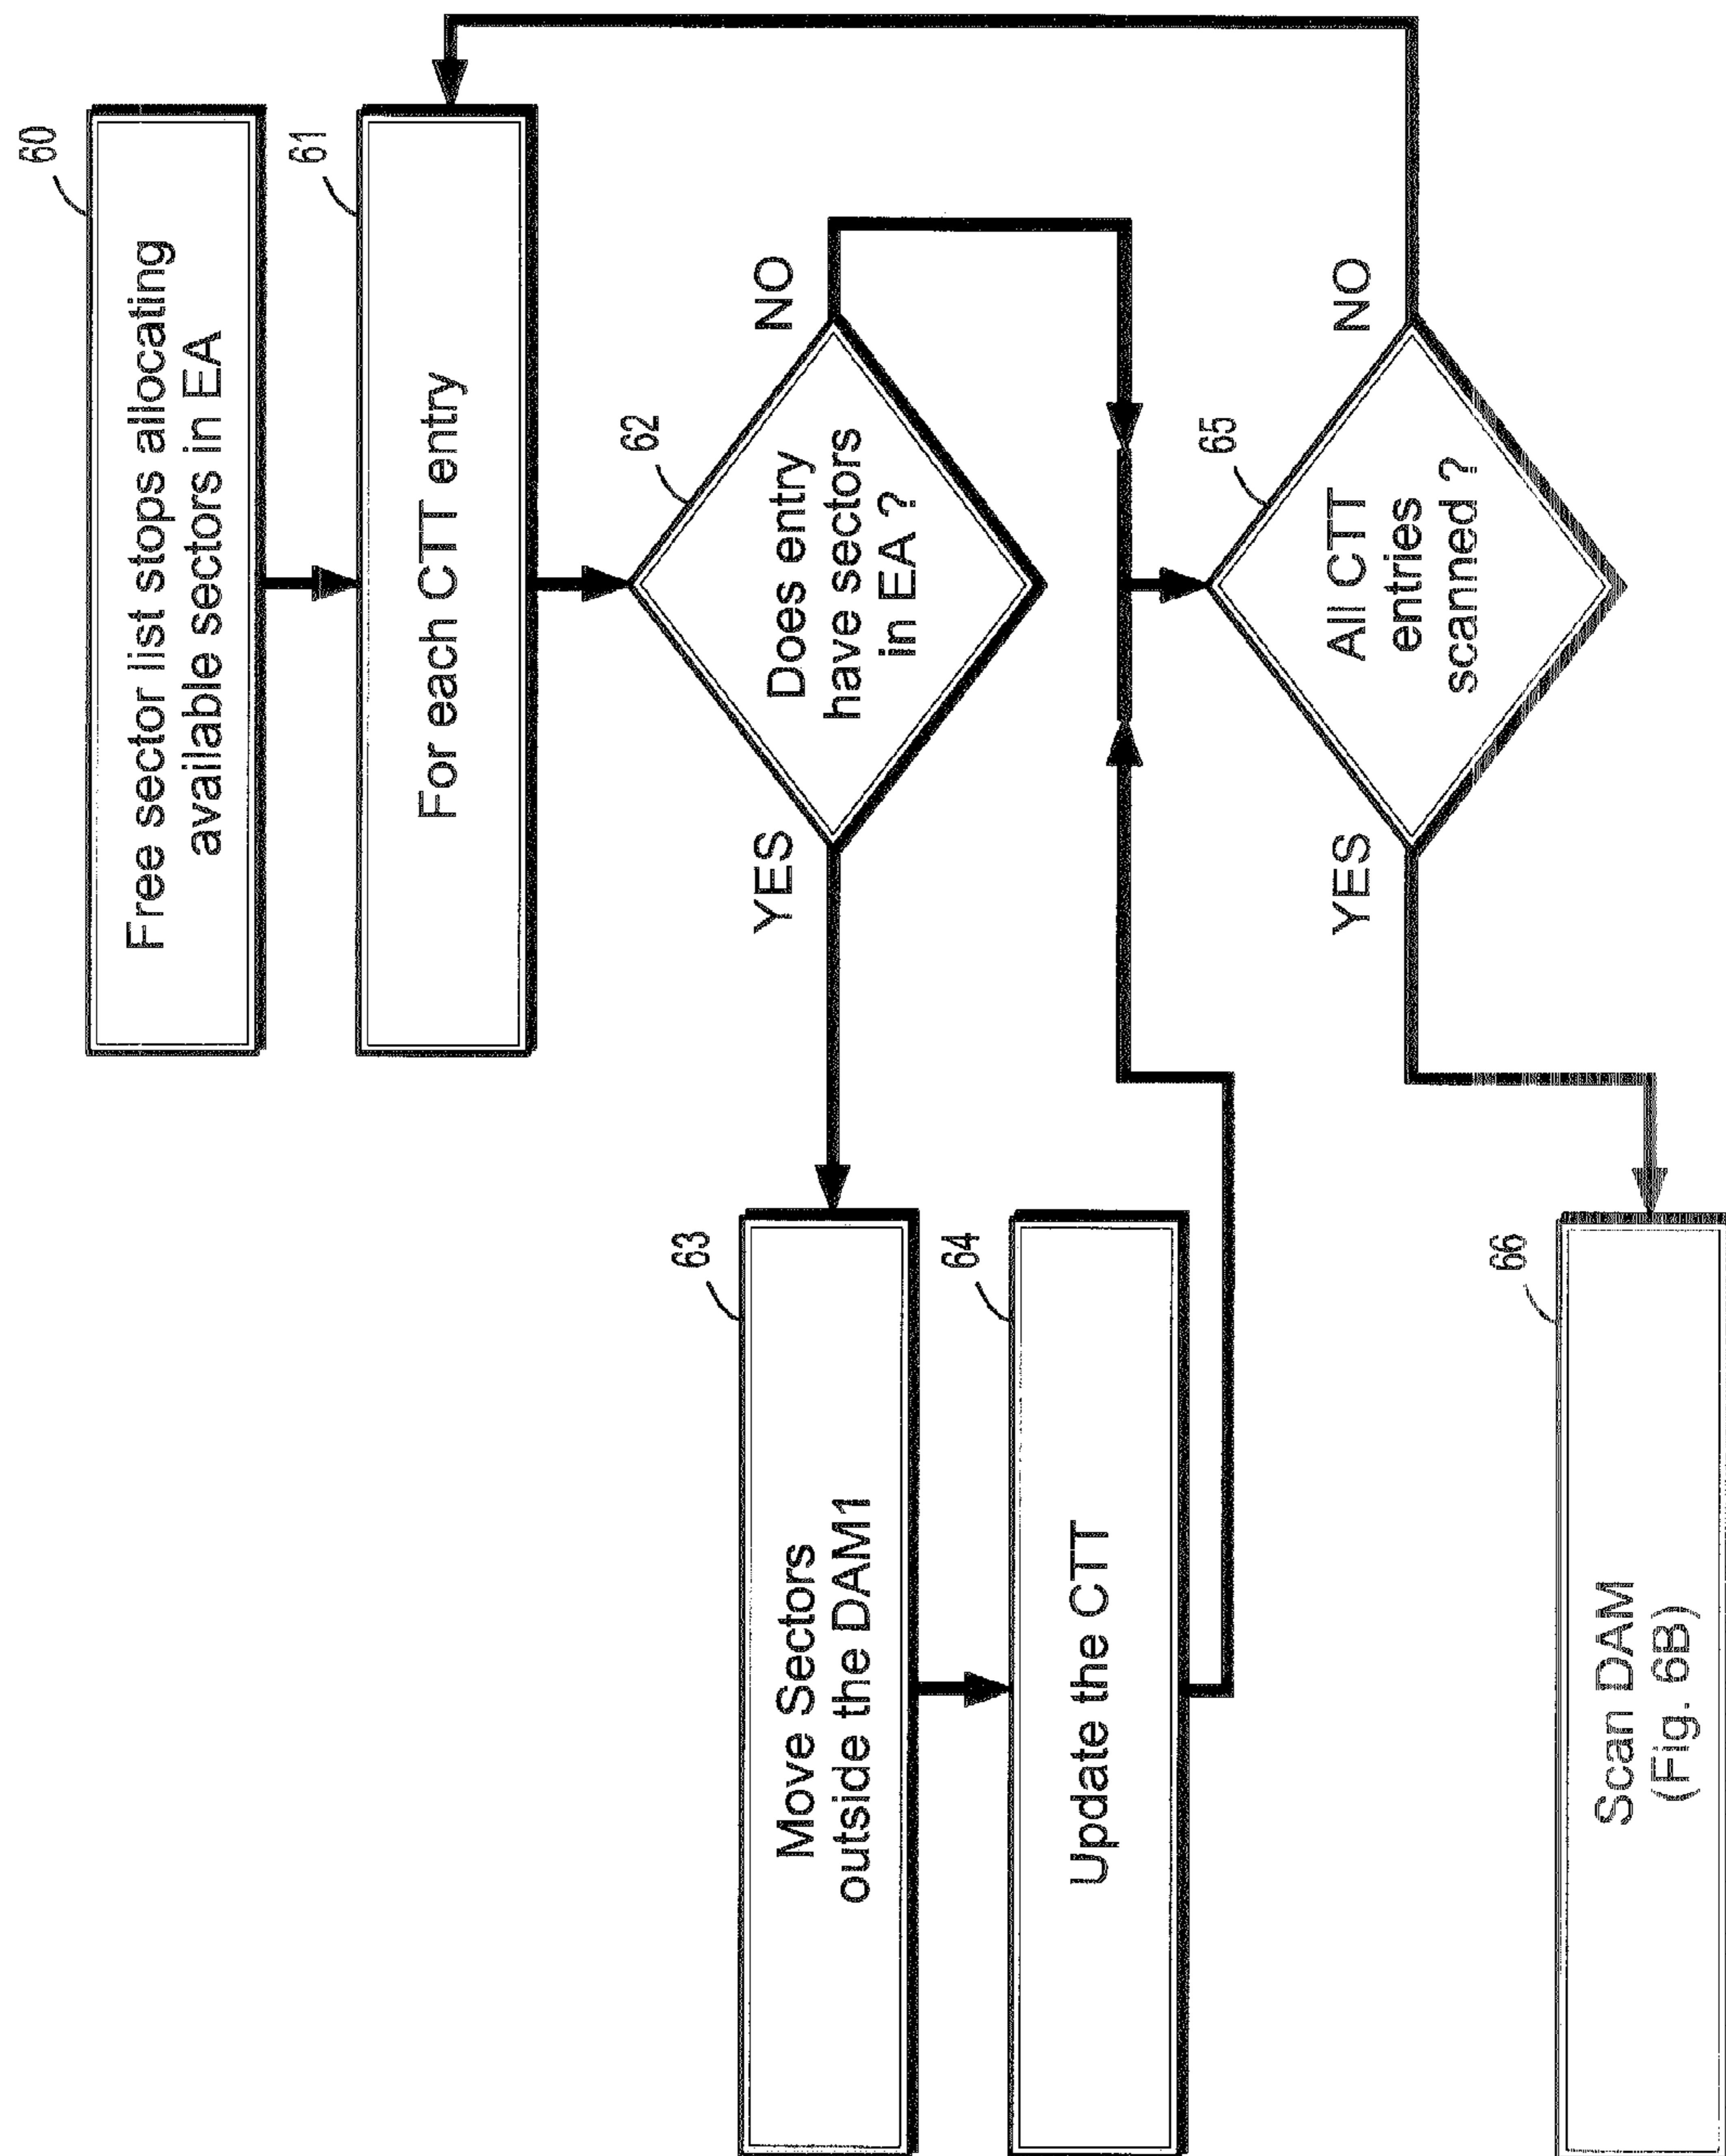 60
Free sector list stops allocating
available sectors in EA
61
For each CTT entry
62
Does entry
have sectors
in EA ?
YES
NO
63
Move Sectors
outside the DAM1
64
Update the CTT
65
All CTT
entries
scanned ?
YES
NO
66
Scan DAM
(Fig. 6B)